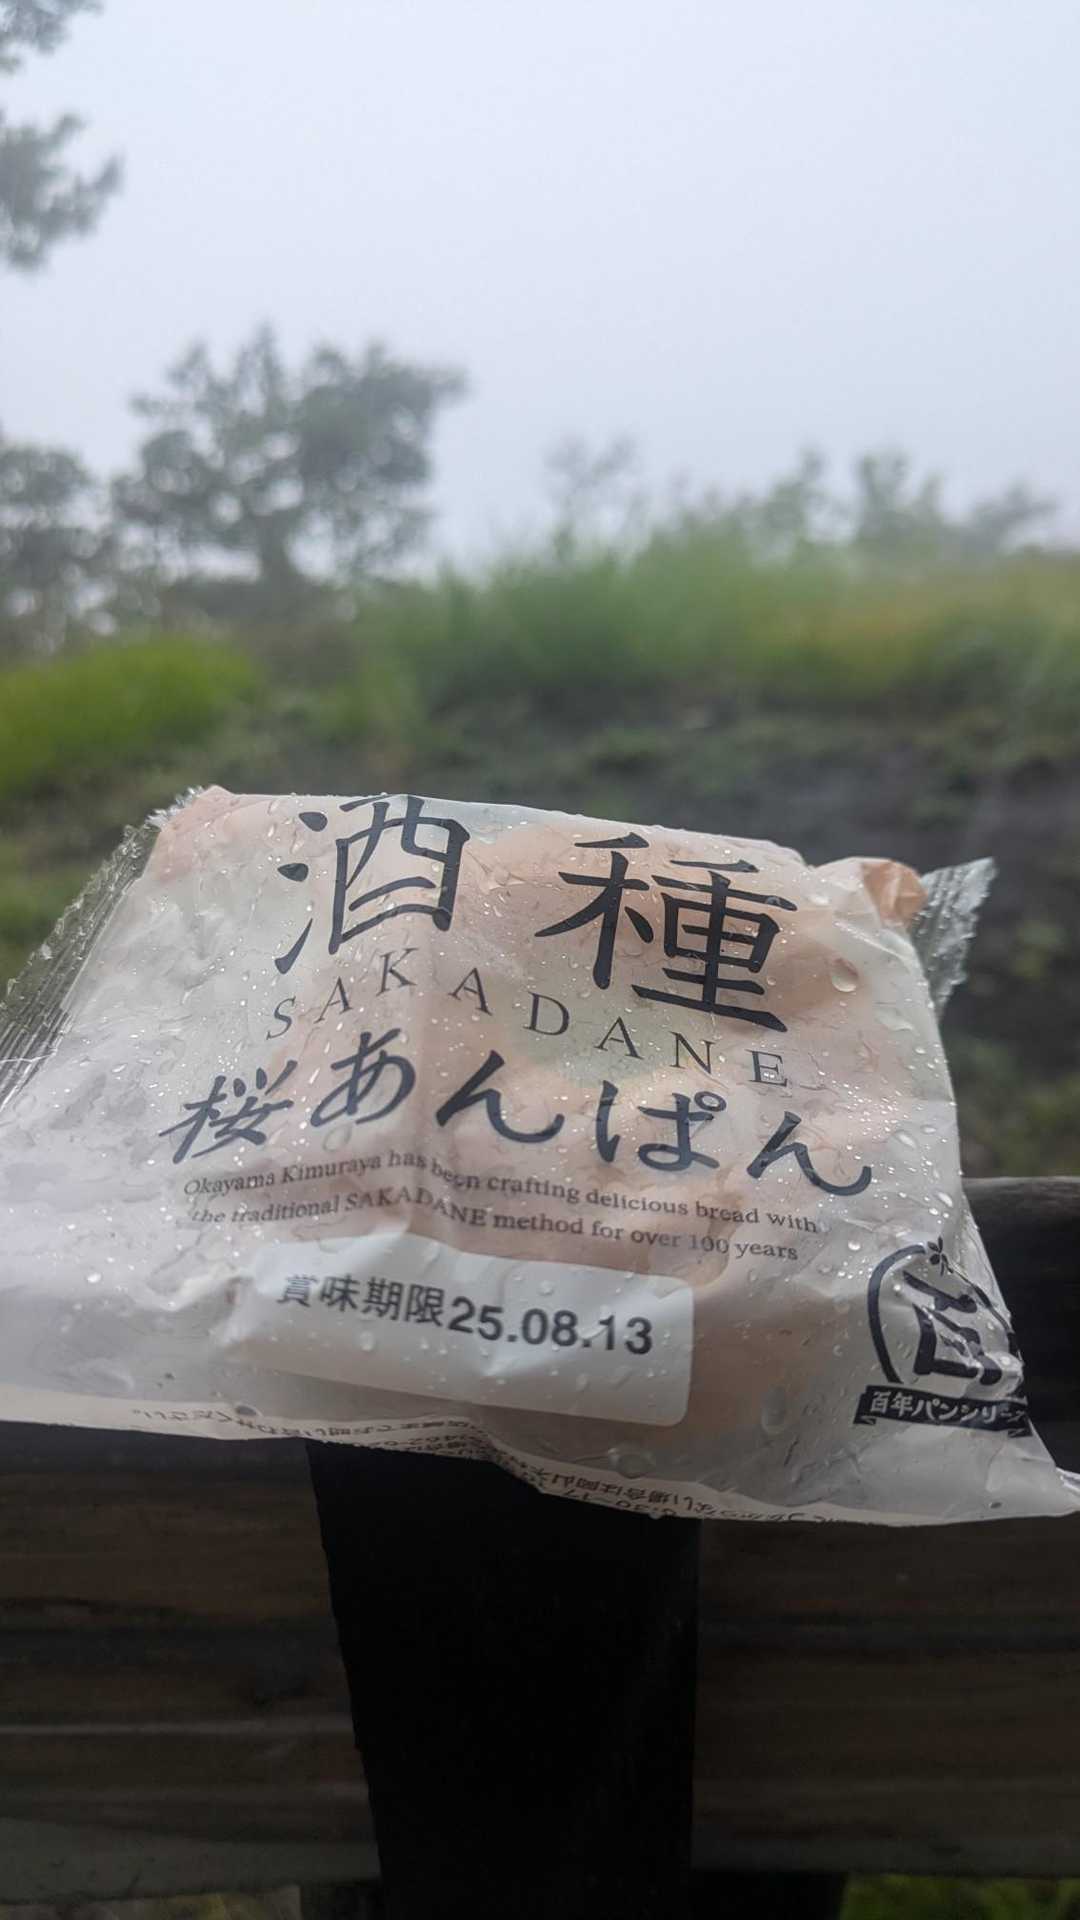 酒種
SAKADANE
桜あんぱん
Okayama Kimuraya has been crafting delicious bread with
the traditional SAKADANE method for over 100 years
賞味期限25.08.13
百
百年パンシリーズ